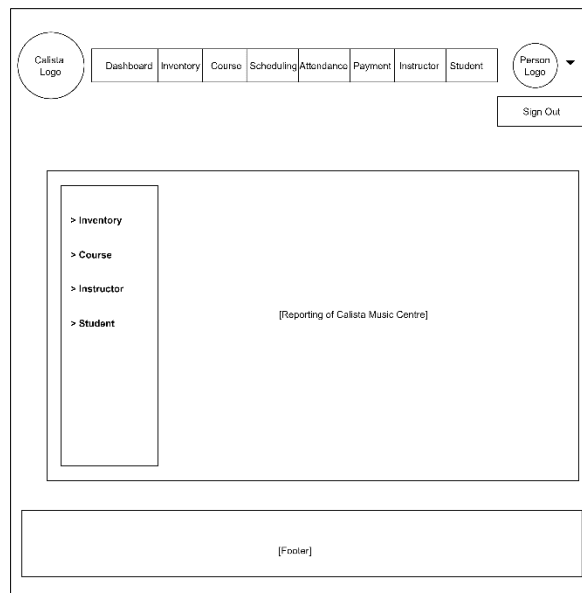 Calista
Logo
Dashboard Inventory Course Scheduling Attendance Payment Instructor Student
Person
Logo
Sign Out
> Inventory
> Course
> Instructor
> Student
[Reporting of Calista Music Centre]
[Footer]